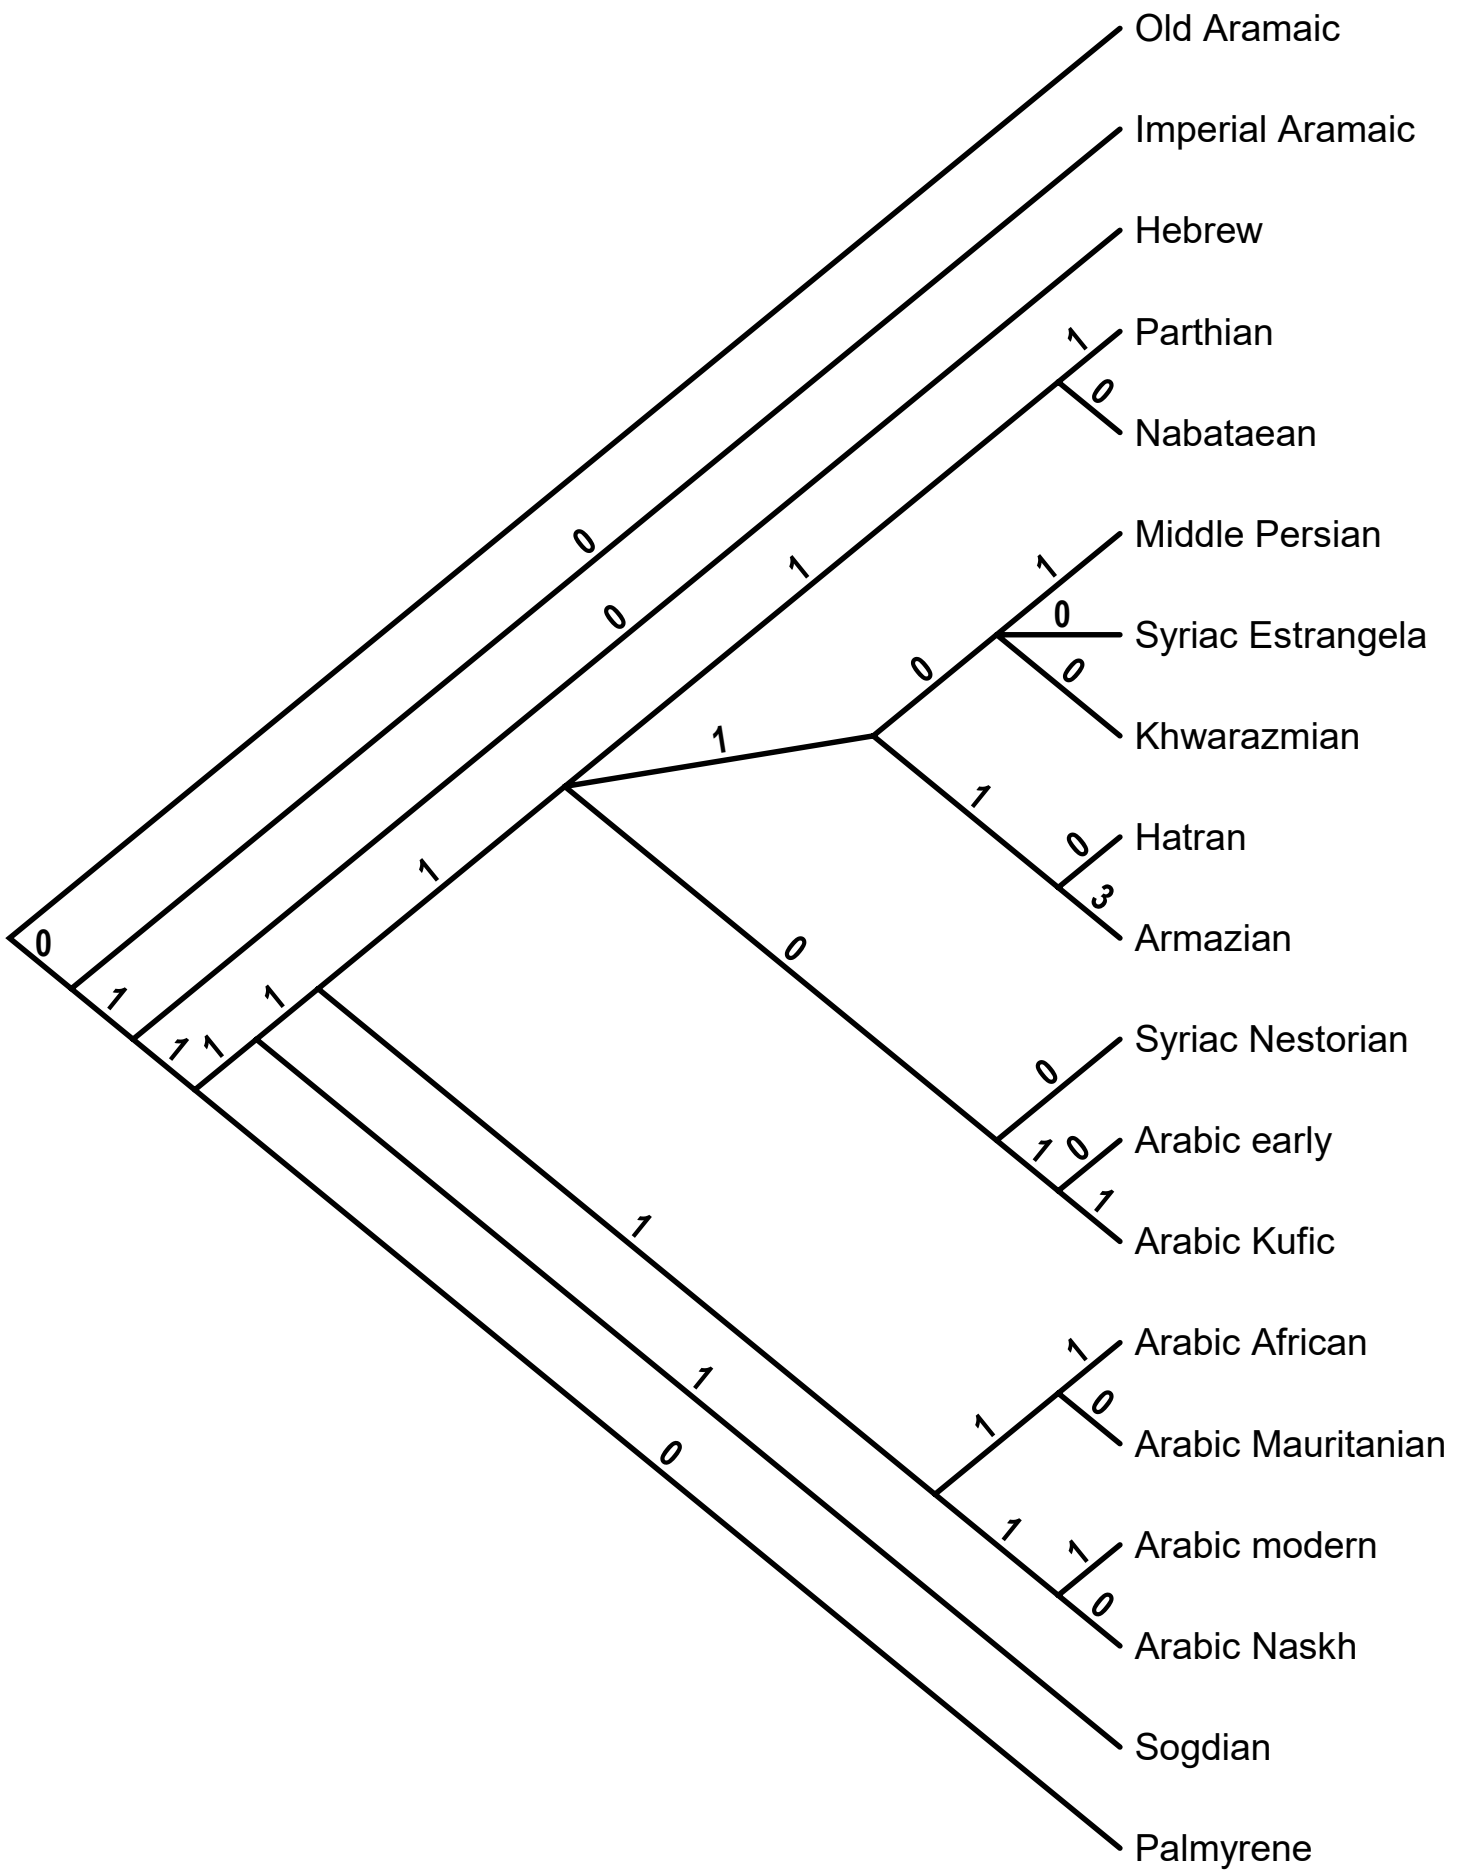 Old Aramaic
Imperial Aramaic
Hebrew
1
Parthian
0
Nabataean
0
1
Middle Persian
1
0
0
Syriac Estrangela
0
0
Khwarazmian
1
1
0
Hatran
1
3
Armazian
0
0
1
1
Syriac Nestorian
1
1
0
1
0
Arabic early
1
Arabic Kufic
1
1
Arabic African
1
0
1
Arabic Mauritanian
0
1
1
Arabic modern
0
Arabic Naskh
Sogdian
Palmyrene